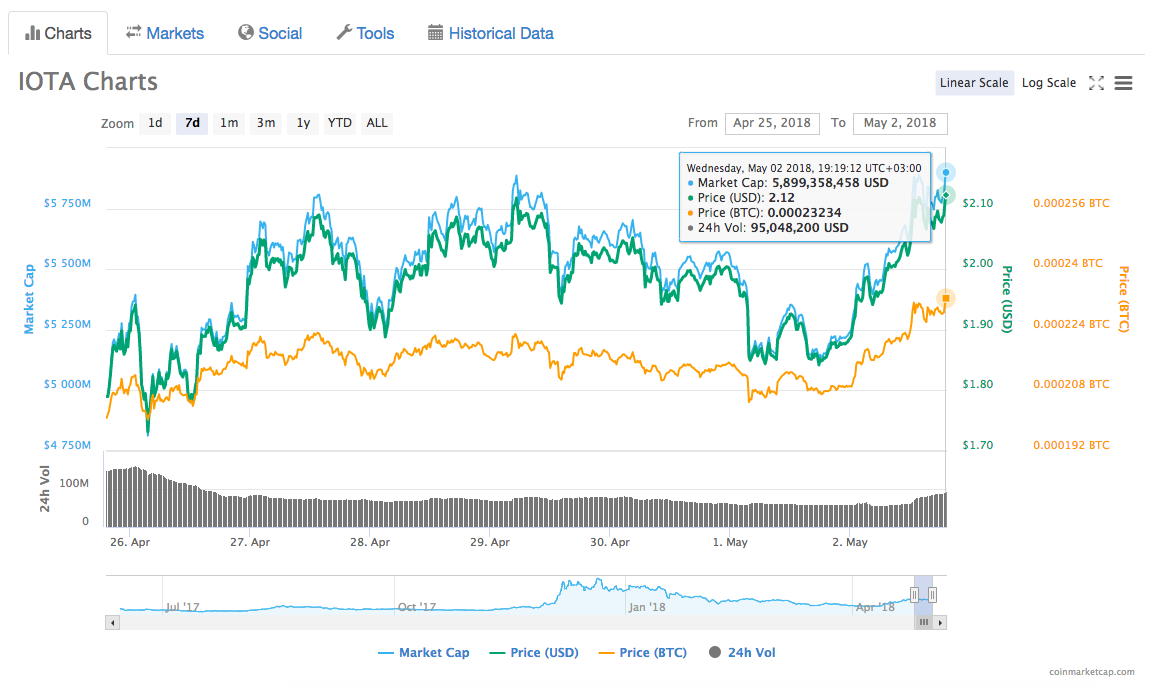 Charts Markets Social Tools Historical Data
IOTA Charts
Linear Scale Log Scale
Zoom 1d 7d 1m 3m 1y YTD ALL From Apr 25, 2018 To May 2, 2018
Wednesday, May 02 2018, 19:19:12 UTC+03:00
Market Cap: 5,899,358,458 USD
Price (USD): 2.12
Price (BTC): 0.00023234
24h Vol: 95,048,200 USD
$5 750M $2.10 0.000256 BTC
$5 500M $2.00 0.00024 BTC
Market Cap Price (USD) Price (BTC)
$5 250M $1.90 0.000224 BTC
$5 000M $1.80 0.000208 BTC
$4 750M $1.70 0.000192 BTC
24h Vol
100M
0
26. Apr 27. Apr 28. Apr 29. Apr 30. Apr 1. May 2. May
Jul '17 Oct '17 Jan '18 Apr '18
Market Cap Price (USD) Price (BTC) 24h Vol
coinmarketcap.com